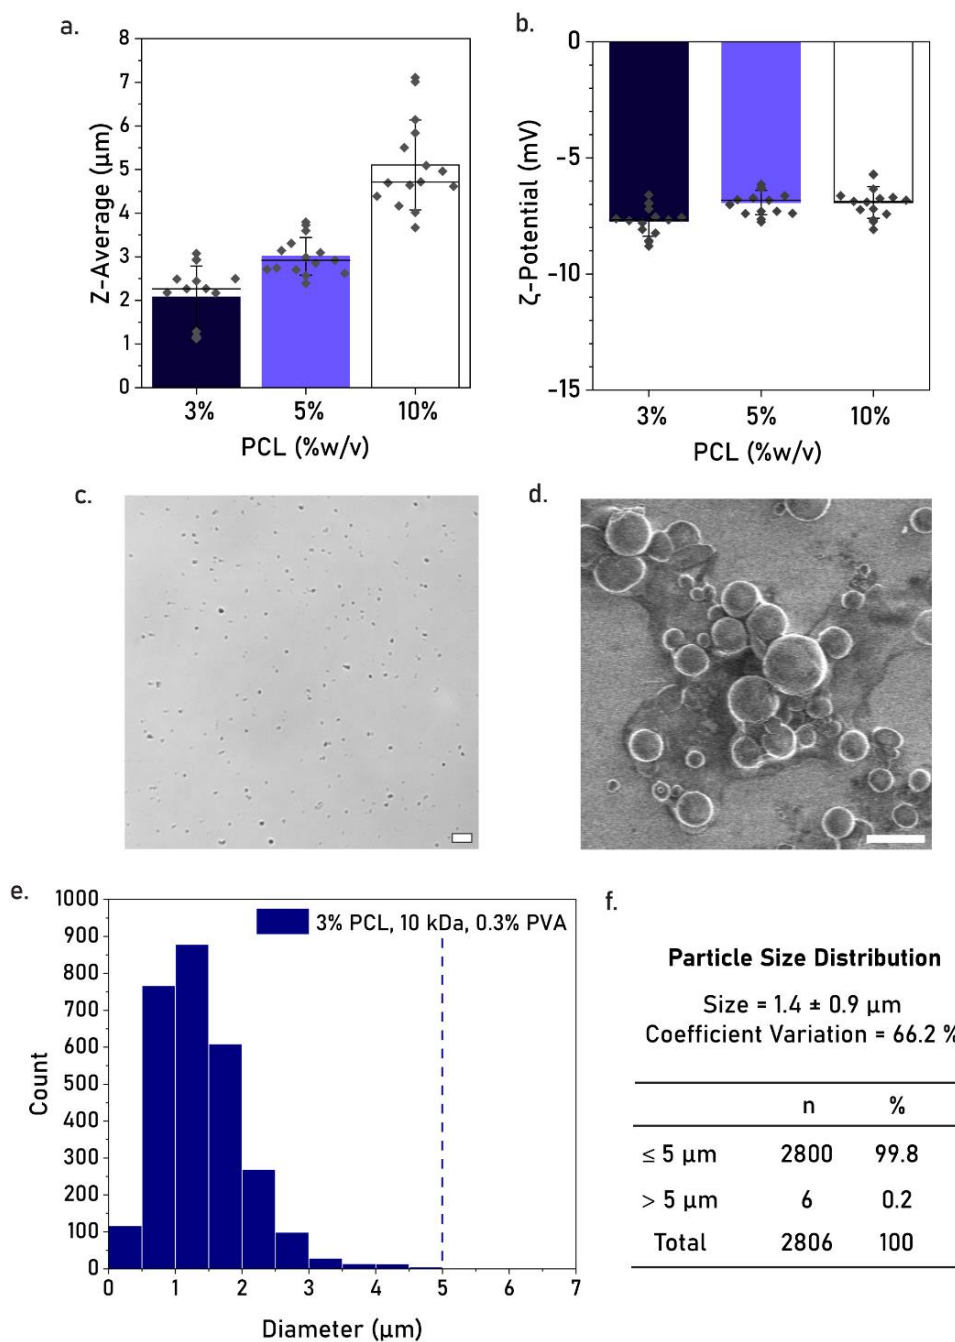 a.
8
7
6
5
4
3
2
1
0
Z-Average (µm)
3% 5% 10%
PCL (%w/v)
b.
0
-5
-10
-15
ζ-Potential (mV)
3% 5% 10%
PCL (%w/v)
c.
d.
e.
1000
900
800
700
600
500
400
300
200
100
0
Count
3% PCL, 10 kDa, 0.3% PVA
0 1 2 3 4 5 6 7
Diameter (µm)
f.
Particle Size Distribution
Size = 1.4 ± 0.9 µm
Coefficient Variation = 66.2 %
n %
≤ 5 µm 2800 99.8
> 5 µm 6 0.2
Total 2806 100